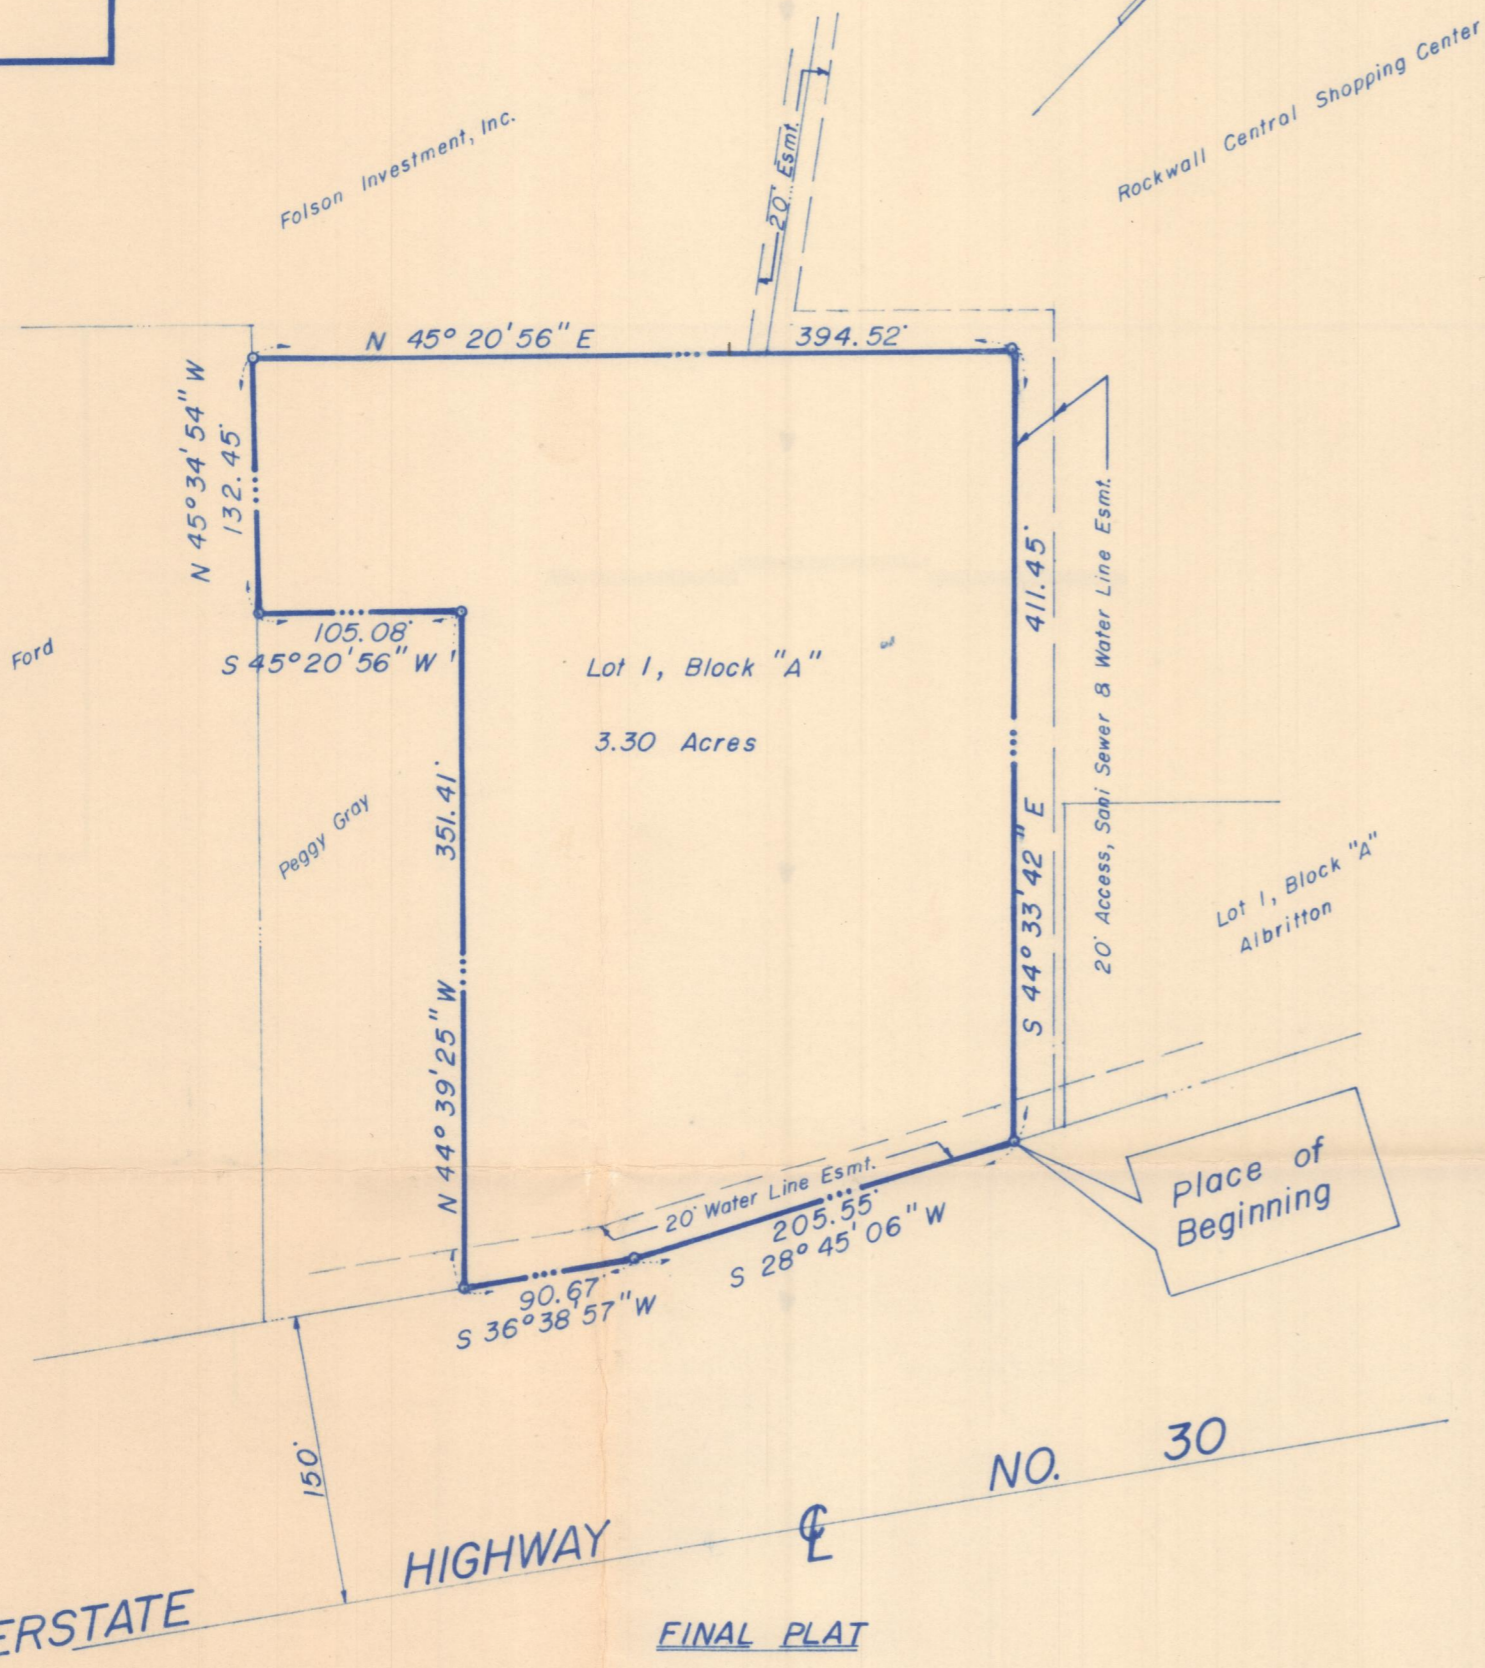 Folson Investment, Inc.
20' Esmt.
Rockwall Central Shopping Center
N 45° 20' 56" E
394.52'
N 45° 34' 54" W
132.45'
105.08'
S 45° 20' 56" W
Ford
Lot 1, Block "A"
3.30 Acres
411.45'
S 44° 33' 42" E
20' Access, Sani Sewer & Water Line Esmt.
Peggy Gray
351.41'
N 44° 39' 25" W
Lot 1, Block "A"
Albritton
20' Water Line Esmt.
205.55'
S 28° 45' 06" W
90.67'
S 36° 38' 57" W
Place of
Beginning
150'
ERSTATE HIGHWAY ℄ NO. 30
FINAL PLAT